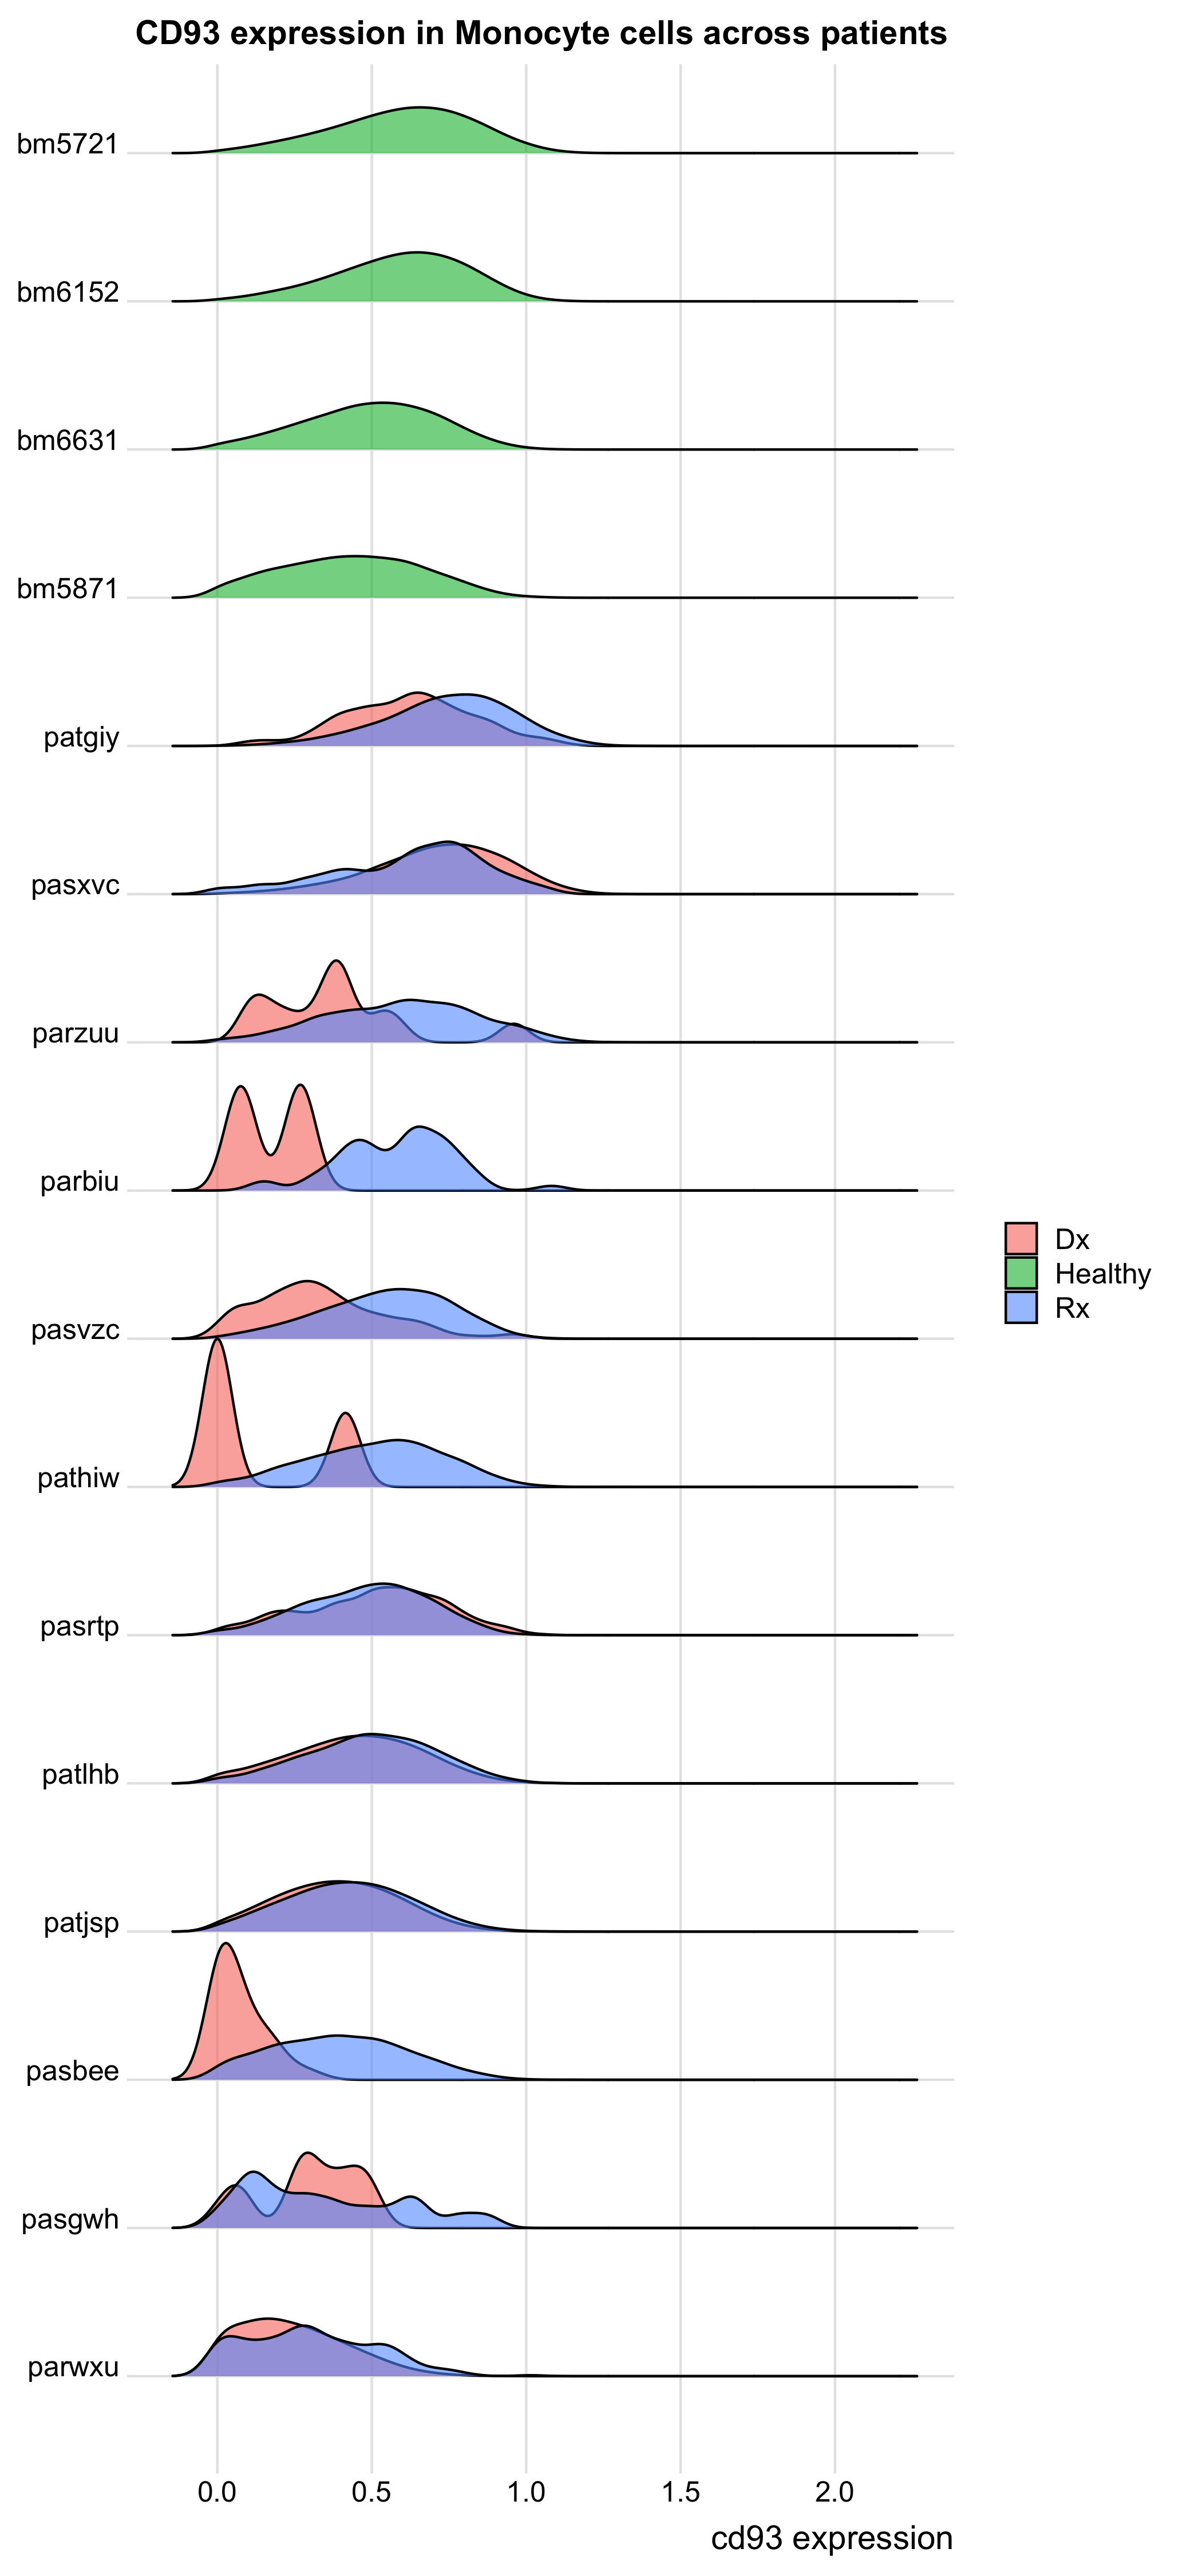 CD93 expression in Monocyte cells across patients
bm5721
bm6152
bm6631
bm5871
patgiy
pasxvc
parzuu
parbiu
pasvzc
pathiw
pasrtp
patlhb
patjsp
pasbee
pasgwh
parwxu
Dx
Healthy
Rx
0.0 0.5 1.0 1.5 2.0
cd93 expression